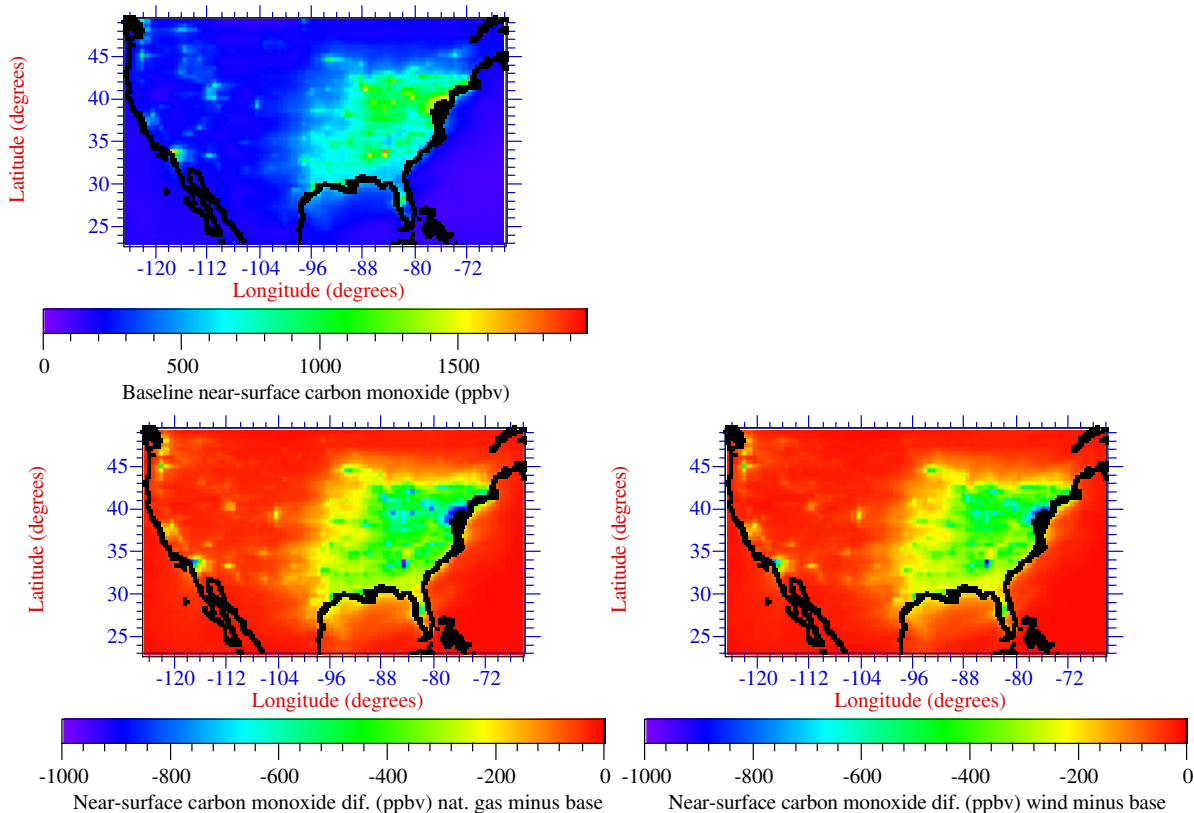 45
40
35
30
25
Latitude (degrees)
-120 -112 -104 -96 -88 -80 -72
Longitude (degrees)
0 500 1000 1500
Baseline near-surface carbon monoxide (ppbv)
45
40
35
30
25
Latitude (degrees)
-120 -112 -104 -96 -88 -80 -72
Longitude (degrees)
-1000 -800 -600 -400 -200 0
Near-surface carbon monoxide dif. (ppbv) nat. gas minus base
45
40
35
30
25
Latitude (degrees)
-120 -112 -104 -96 -88 -80 -72
Longitude (degrees)
-1000 -800 -600 -400 -200 0
Near-surface carbon monoxide dif. (ppbv) wind minus base